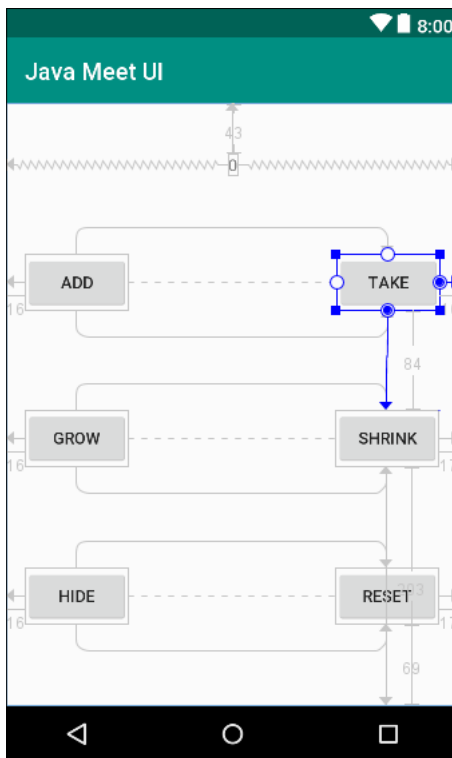 8:00
Java Meet UI
43
0
ADD
TAKE
16
84
GROW
SHRINK
16
17
HIDE
RESET
16
17
69